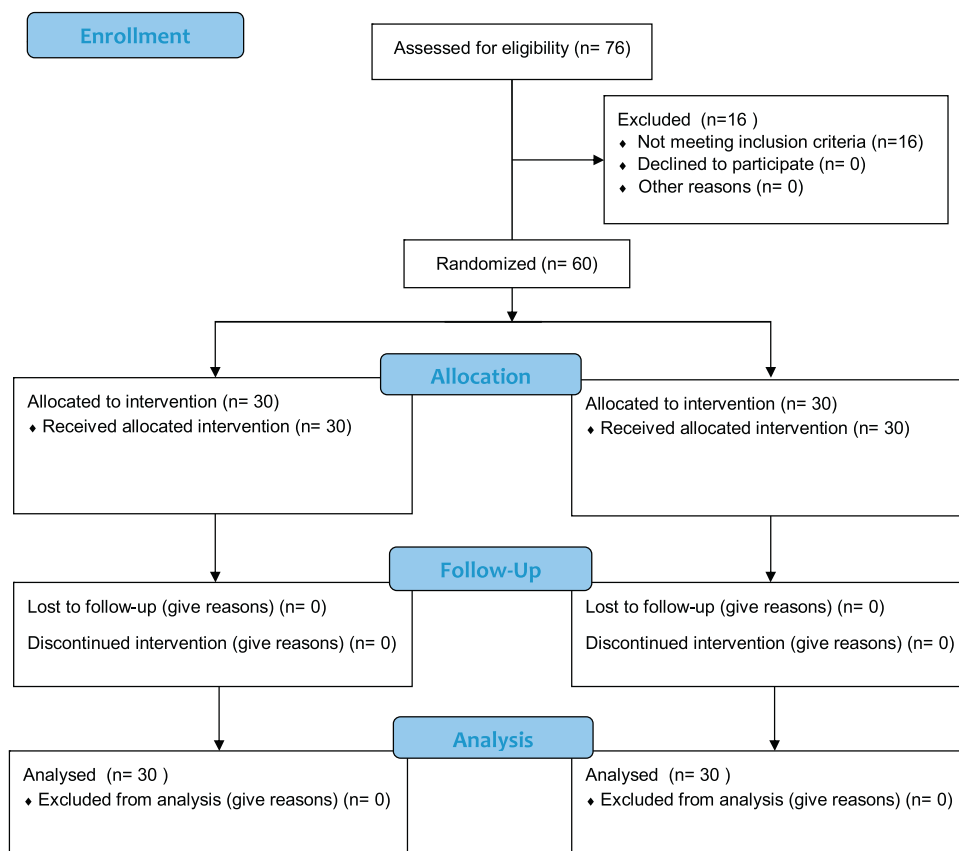 Enrollment
Assessed for eligibility (n= 76)
Excluded (n=16 )
♦ Not meeting inclusion criteria (n=16)
♦ Declined to participate (n= 0)
♦ Other reasons (n= 0)
Randomized (n= 60)
Allocation
Allocated to intervention (n= 30)
♦ Received allocated intervention (n= 30)
Allocated to intervention (n= 30)
♦ Received allocated intervention (n= 30)
Follow-Up
Lost to follow-up (give reasons) (n= 0)
Discontinued intervention (give reasons) (n= 0)
Lost to follow-up (give reasons) (n= 0)
Discontinued intervention (give reasons) (n= 0)
Analysis
Analysed (n= 30 )
♦ Excluded from analysis (give reasons) (n= 0)
Analysed (n= 30 )
♦ Excluded from analysis (give reasons) (n= 0)